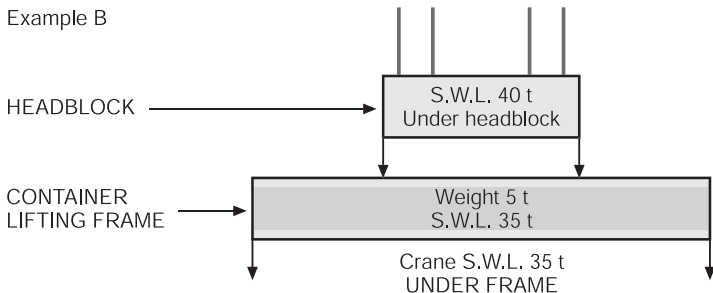 Example B
S.W.L. 40 t
HEADBLOCK
Under headblock
CONTAINER
LIFTING FRAME
Weight 5 t
S.W.L. 35 t
Crane S.W.L. 35 t
UNDER FRAME